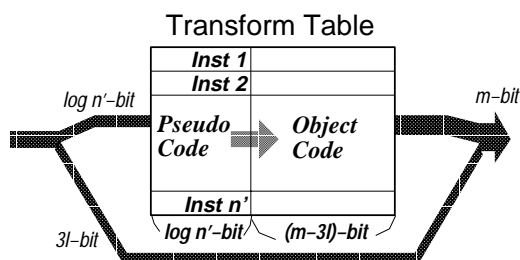 Transform Table
Inst 1
Inst 2
log n'–bit
m–bit
Pseudo Code
Object Code
Inst n'
3l–bit
log n'–bit
(m–3l)–bit